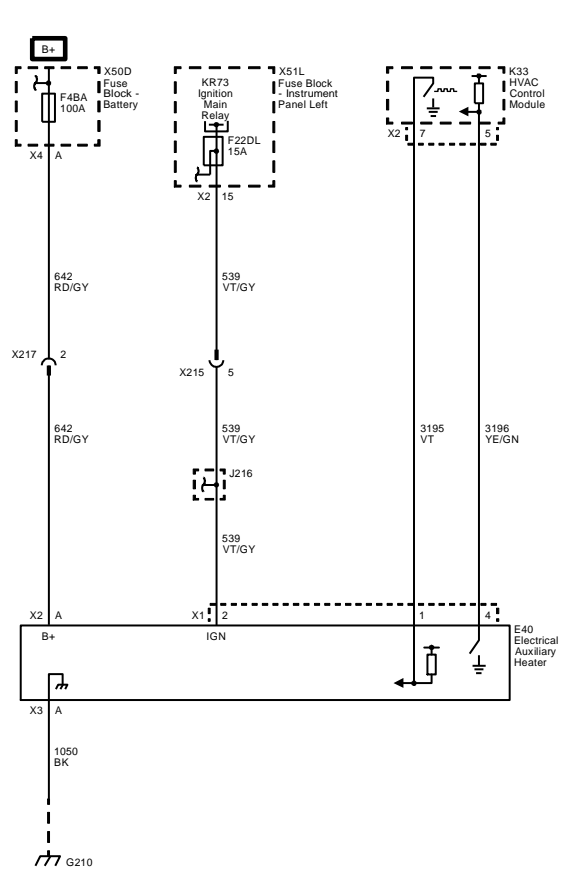 B+
X50D
Fuse
Block -
Battery
F4BA
100A
X4 A
KR73
Ignition
Main
Relay
X51L
Fuse Block
- Instrument
Panel Left
F22DL
15A
X2 15
K33
HVAC
Control
Module
X2 7 5
642
RD/GY
539
VT/GY
X217 2
X215 5
642
RD/GY
539
VT/GY
3195
VT
3196
YE/GN
J216
539
VT/GY
X2 A
X1 2 1 4
B+
IGN
E40
Electrical
Auxiliary
Heater
X3 A
1050
BK
G210